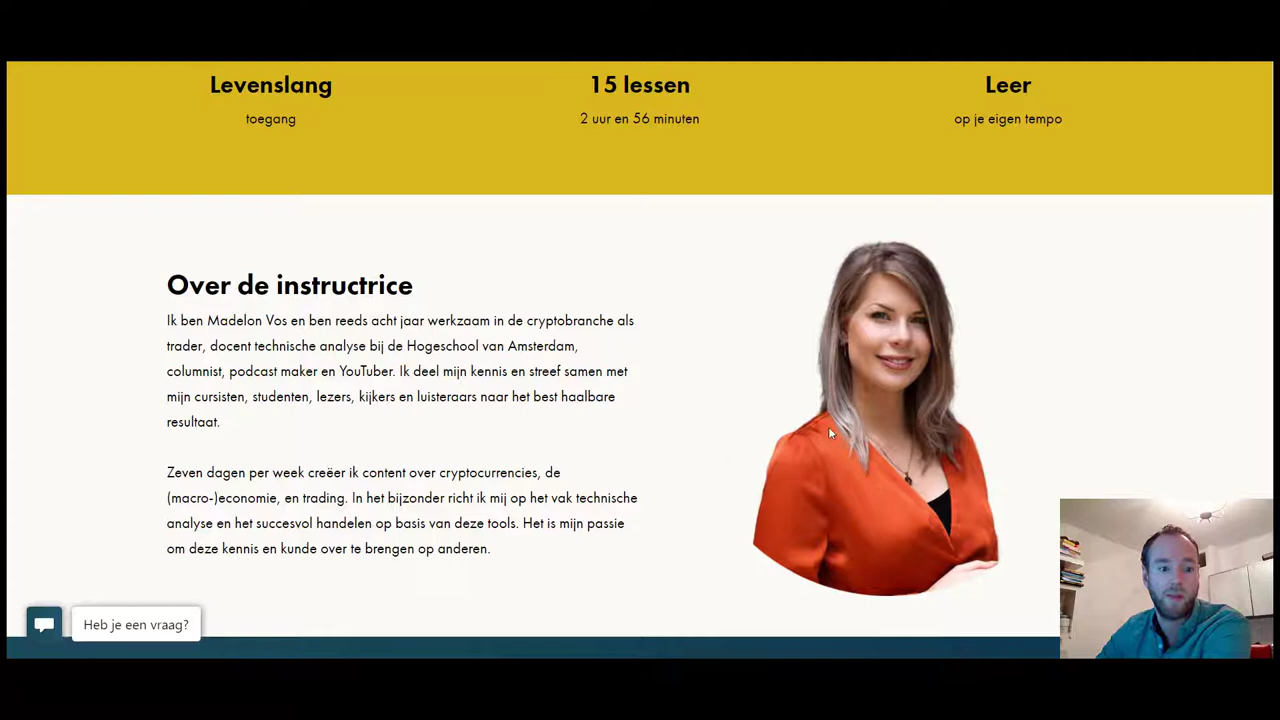 Levenslang
toegang
15 lessen
2 uur en 56 minuten
Leer
op je eigen tempo
Over de instructrice
Ik ben Madelon Vos en ben reeds acht jaar werkzaam in de cryptobranche als
trader, docent technische analyse bij de Hogeschool van Amsterdam,
columnist, podcast maker en YouTuber. Ik deel mijn kennis en streef samen met
mijn cursisten, studenten, lezers, kijkers en luisteraars naar het best haalbare
resultaat.
Zeven dagen per week creëer ik content over cryptocurrencies, de
(macro-)economie, en trading. In het bijzonder richt ik mij op het vak technische
analyse en het succesvol handelen op basis van deze tools. Het is mijn passie
om deze kennis en kunde over te brengen op anderen.
Heb je een vraag?